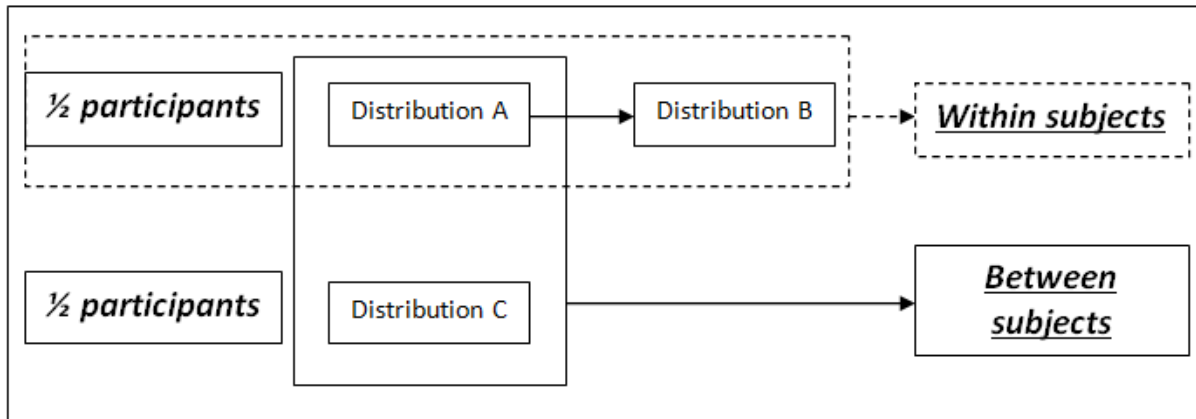 ½ participants
Distribution A
Distribution B
Within subjects
½ participants
Distribution C
Between
subjects